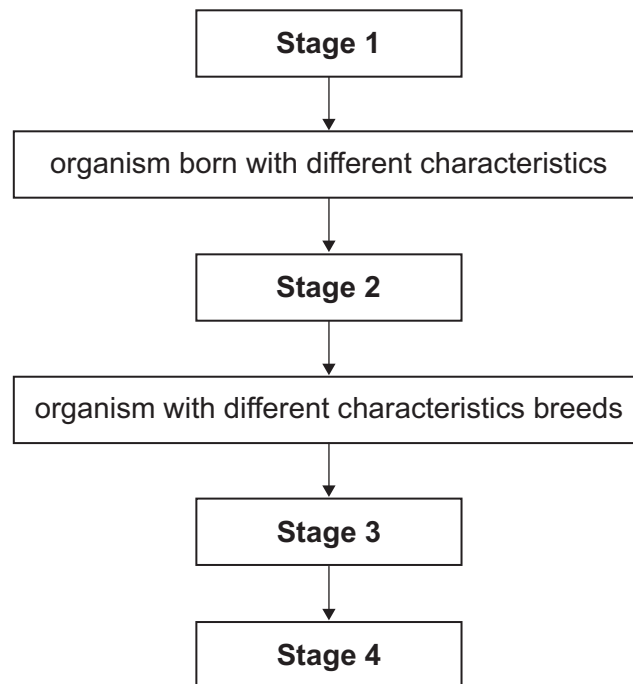 Stage 1
organism born with different characteristics
Stage 2
organism with different characteristics breeds
Stage 3
Stage 4